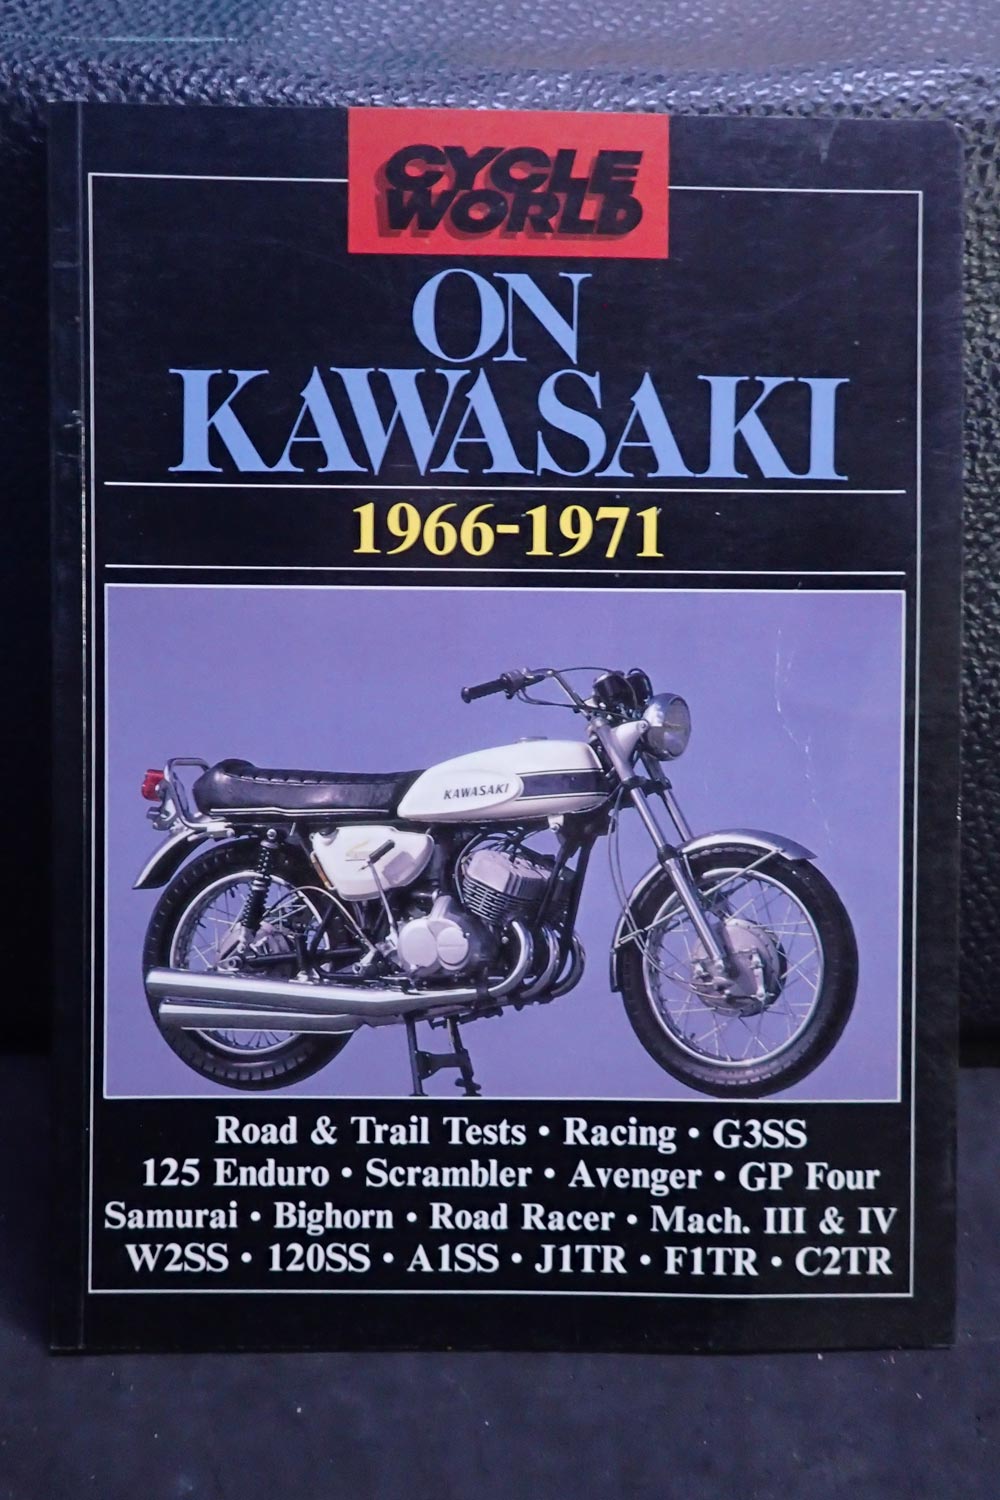 CYCLE
WORLD
ON
KAWASAKI
1966-1971
KAWASAKI
Road & Trail Tests • Racing • G3SS
125 Enduro • Scrambler • Avenger • GP Four
Samurai • Bighorn • Road Racer • Mach. III & IV
W2SS • 120SS • A1SS • J1TR • F1TR • C2TR